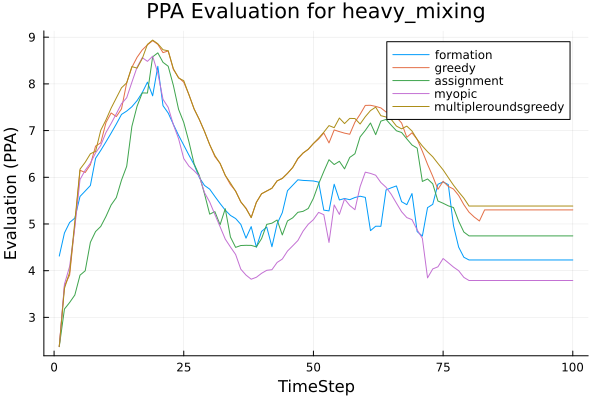 PPA Evaluation for heavy_mixing
formation
greedy
assignment
myopic
multipleroundsgreedy
Evaluation (PPA)
9
8
7
6
5
4
3
0 25 50 75 100
TimeStep